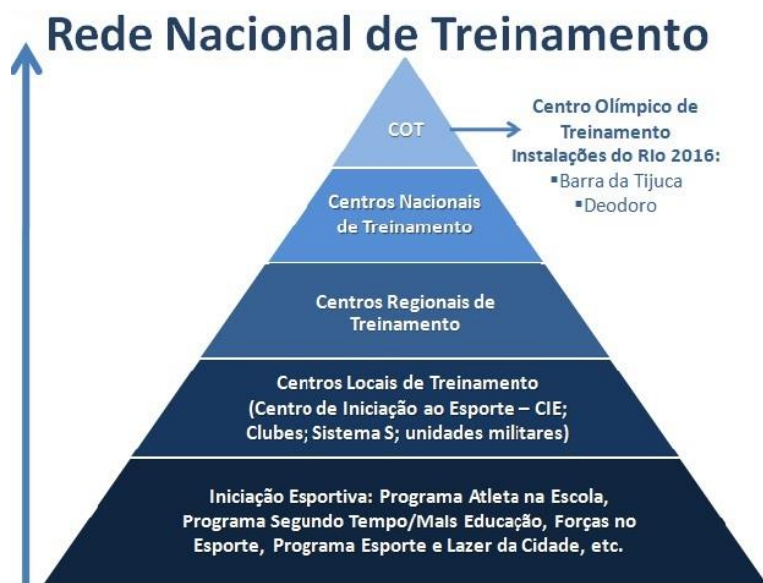 Rede Nacional de Treinamento
COT
Centro Olímpico de
Treinamento
Instalações do RIo 2016:
▪Barra da Tijuca
▪Deodoro
Centros Nacionais
de Treinamento
Centros Regionais de
Treinamento
Centros Locais de Treinamento
(Centro de Iniciação ao Esporte – CIE;
Clubes; Sistema S; unidades militares)
Iniciação Esportiva: Programa Atleta na Escola,
Programa Segundo Tempo/Mais Educação, Forças no
Esporte, Programa Esporte e Lazer da Cidade, etc.